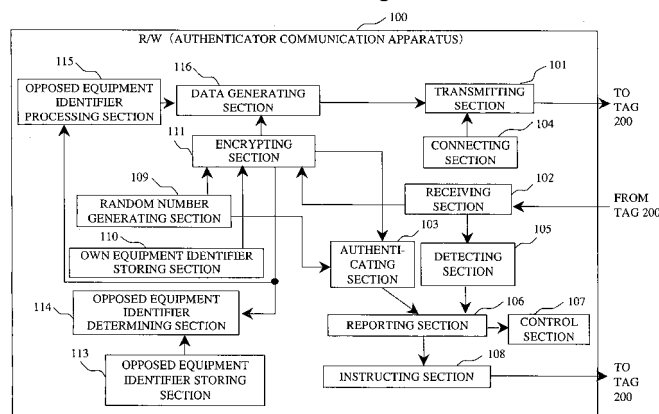 100
R/W (AUTHENTICATOR COMMUNICATION APPARATUS)
115
OPPOSED EQUIPMENT
IDENTIFIER
PROCESSING SECTION
116
DATA GENERATING
SECTION
101
TRANSMITTING
SECTION
TO
TAG
200
111
ENCRYPTING
SECTION
104
CONNECTING
SECTION
109
RANDOM NUMBER
GENERATING SECTION
102
RECEIVING
SECTION
FROM
TAG 200
110
OWN EQUIPMENT IDENTIFIER
STORING SECTION
103
AUTHENTI-
CATING
SECTION
105
DETECTING
SECTION
114
OPPOSED EQUIPMENT
IDENTIFIER
DETERMINING SECTION
106
REPORTING SECTION
107
CONTROL
SECTION
113
OPPOSED EQUIPMENT
IDENTIFIER STORING
SECTION
108
INSTRUCTING SECTION
TO
TAG
200